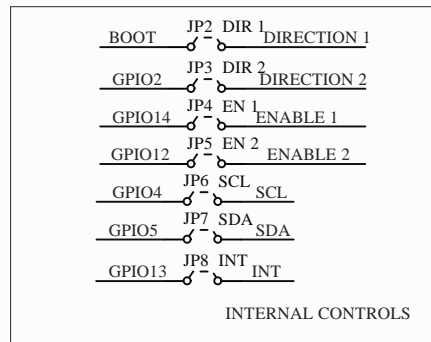 JP2 DIR 1
BOOT DIRECTION 1
JP3 DIR 2
GPIO2 DIRECTION 2
JP4 EN 1
GPIO14 ENABLE 1
JP5 EN 2
GPIO12 ENABLE 2
JP6 SCL
GPIO4 SCL
JP7 SDA
GPIO5 SDA
JP8 INT
GPIO13 INT
INTERNAL CONTROLS